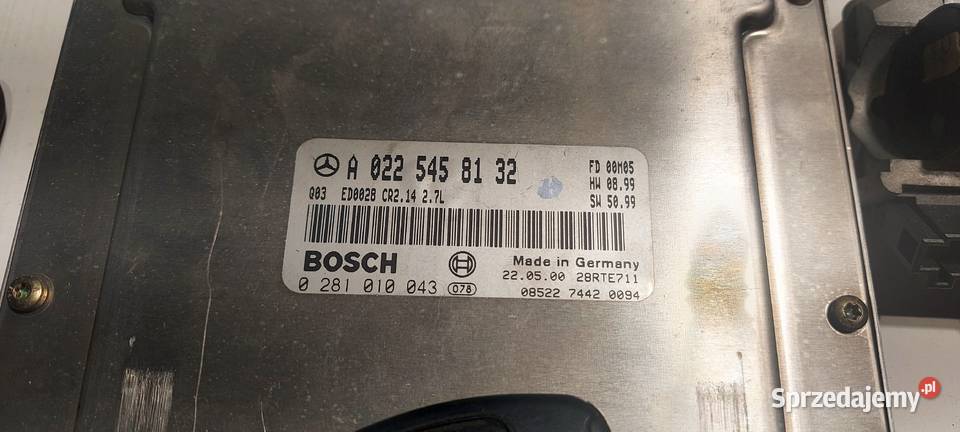 A 022 545 81 32
FD 00M05
HW 08.99
SW 50.99
Q03 ED0028 CR2.14 2.7L
BOSCH
Made in Germany
22.05.00 28RTE711
0 281 010 043 078
08522 7442 0094
Sprzedajemy.pl